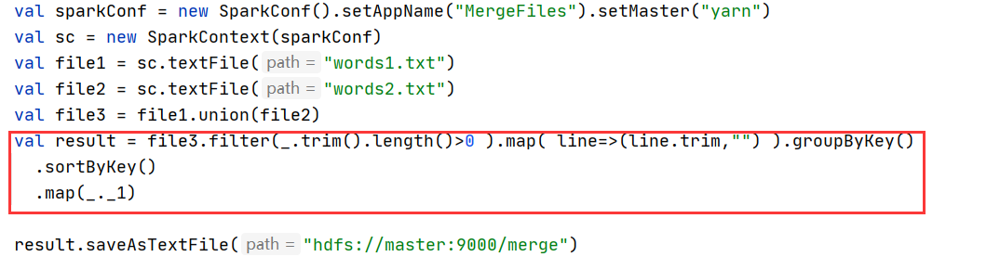 val sparkConf = new SparkConf().setAppName("MergeFiles").setMaster("yarn")
val sc = new SparkContext(sparkConf)
val file1 = sc.textFile( path = "words1.txt")
val file2 = sc.textFile( path = "words2.txt")
val file3 = file1.union(file2)
val result = file3.filter(_.trim().length()>0 ).map( line=>(line.trim,"") ).groupByKey()
.sortByKey()
.map(_._1)
result.saveAsTextFile( path = "hdfs://master:9000/merge")